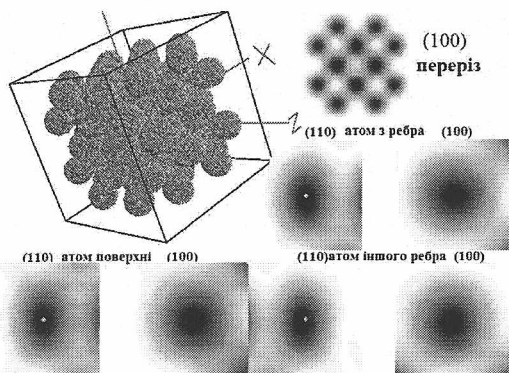 X
(100)
переріз
Z
(110) атом з ребра (100)
(110) атом поверхні (100)
(110)атом іншого ребра (100)